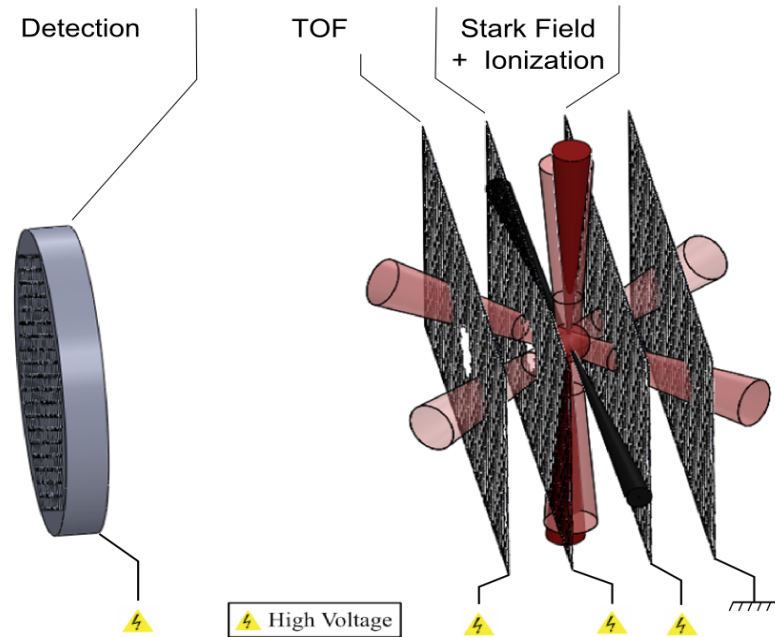 Detection
TOF
Stark Field
+ Ionization
High Voltage